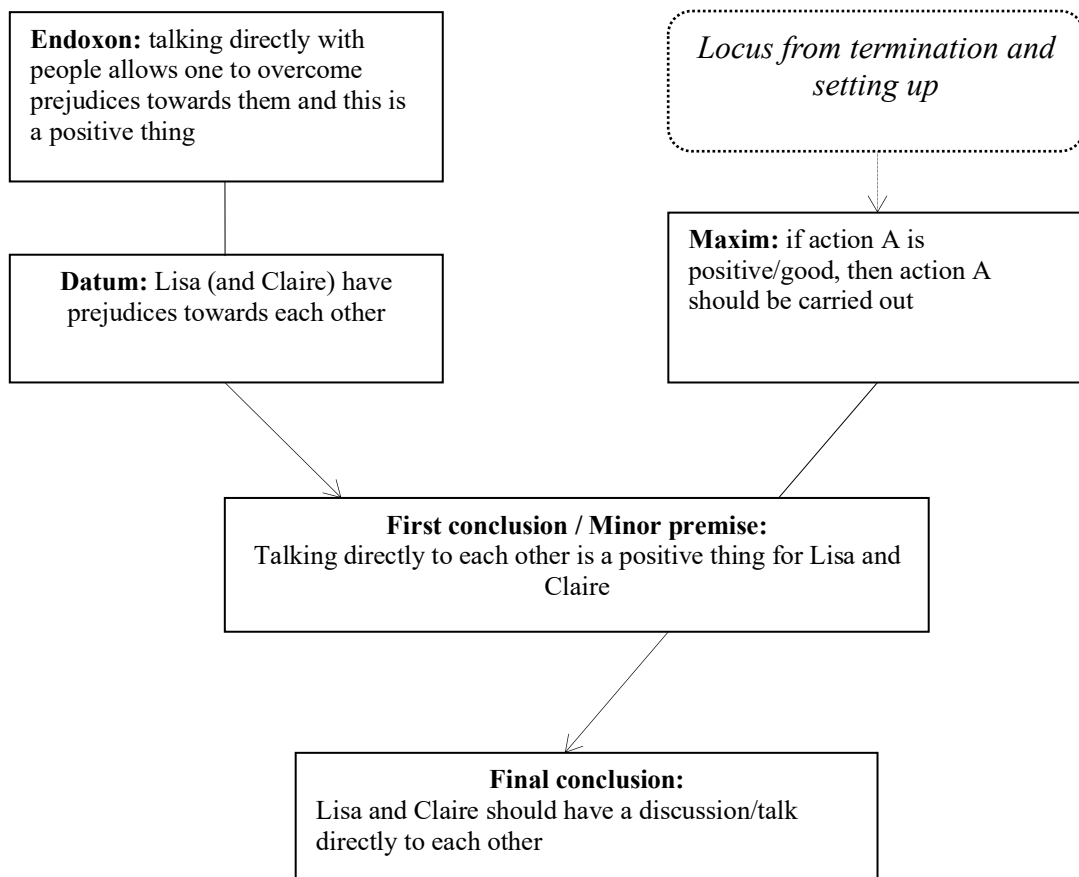 Endoxon: talking directly with
people allows one to overcome
prejudices towards them and this is
a positive thing
Locus from termination and
setting up
Datum: Lisa (and Claire) have
prejudices towards each other
Maxim: if action A is
positive/good, then action A
should be carried out
First conclusion / Minor premise:
Talking directly to each other is a positive thing for Lisa and
Claire
Final conclusion:
Lisa and Claire should have a discussion/talk
directly to each other